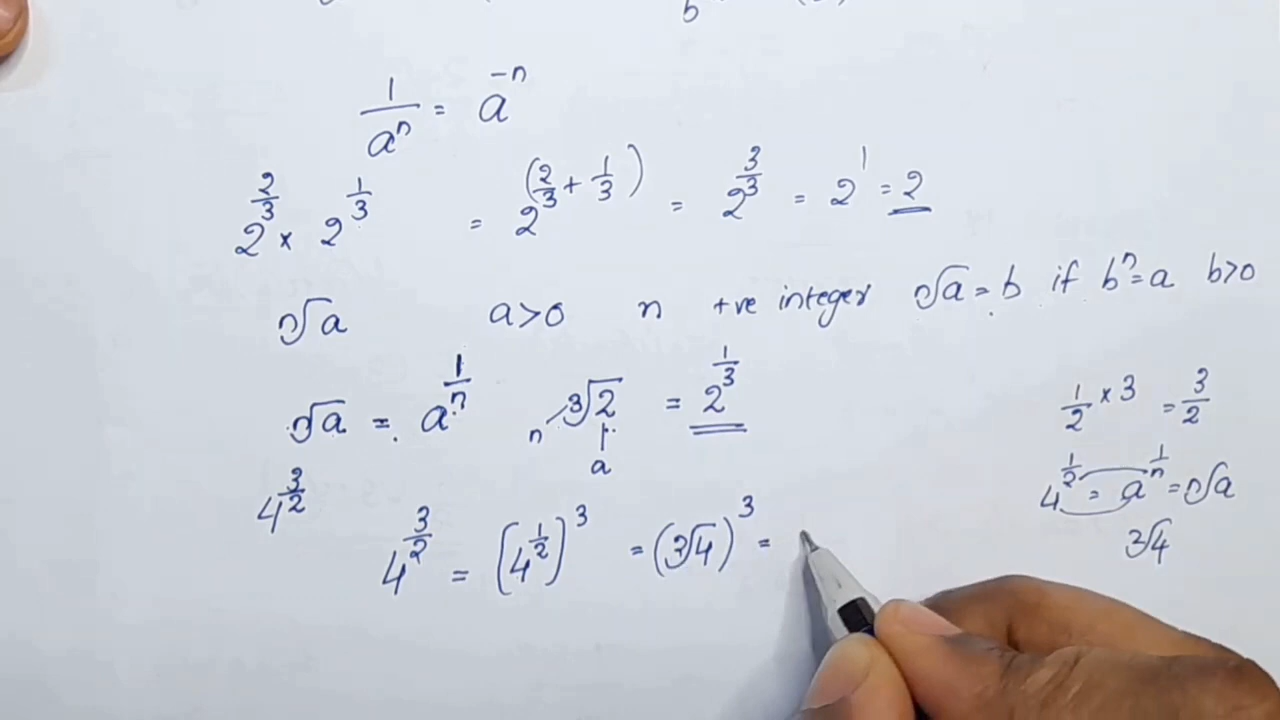 b
1/aⁿ = a⁻ⁿ
2^(2/3) × 2^(1/3) = 2^(2/3 + 1/3) = 2^(3/3) = 2¹ = 2
ⁿ√a a>0 n +ve integer ⁿ√a = b if bⁿ = a b>0
ⁿ√a = a^(1/n) n ³√2 = 2^(1/3)
a
1/2 × 3 = 3/2
4^(3/2)
4^(1/2) = a^(1/n) = ⁿ√a
³√4
4^(3/2) = (4^(1/2))³ = (³√4)³ =